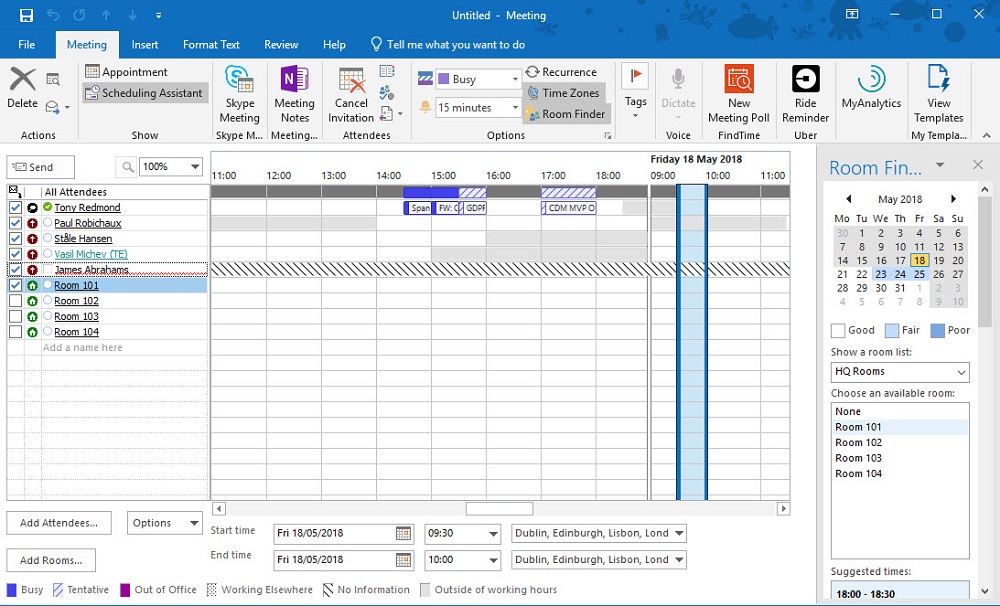 Untitled - Meeting
File Meeting Insert Format Text Review Help Tell me what you want to do
Delete
Actions
Appointment
Scheduling Assistant
Show
Skype Meeting
Skype M...
Meeting Notes
Meeting...
Cancel Invitation
Attendees
Busy
15 minutes
Recurrence
Time Zones
Room Finder
Options
Tags
Dictate
Voice
New Meeting Poll
FindTime
Ride Reminder
Uber
MyAnalytics
View Templates
My Templa...
Send
100%
Friday 18 May 2018
11:00 12:00 13:00 14:00 15:00 16:00 17:00 18:00 09:00 10:00 11:00
All Attendees
Tony Redmond
Span FW: C GDPR CDM MVP O
Paul Robichaux
Ståle Hansen
Vasil Michev (TE)
James Abrahams
Room 101
Room 102
Room 103
Room 104
Add a name here
Add Attendees...
Options
Add Rooms...
Start time Fri 18/05/2018 09:30 Dublin, Edinburgh, Lisbon, Lond
End time Fri 18/05/2018 10:00 Dublin, Edinburgh, Lisbon, Lond
Busy Tentative Out of Office Working Elsewhere No Information Outside of working hours
Room Fin...
May 2018
Mo Tu We Th Fr Sa Su
30 1 2 3 4 5 6
7 8 9 10 11 12 13
14 15 16 17 18 19 20
21 22 23 24 25 26 27
28 29 30 31 1 2 3
4 5 6 7 8 9 10
Good Fair Poor
Show a room list:
HQ Rooms
Choose an available room:
None
Room 101
Room 102
Room 103
Room 104
Suggested times:
18:00 - 18:30